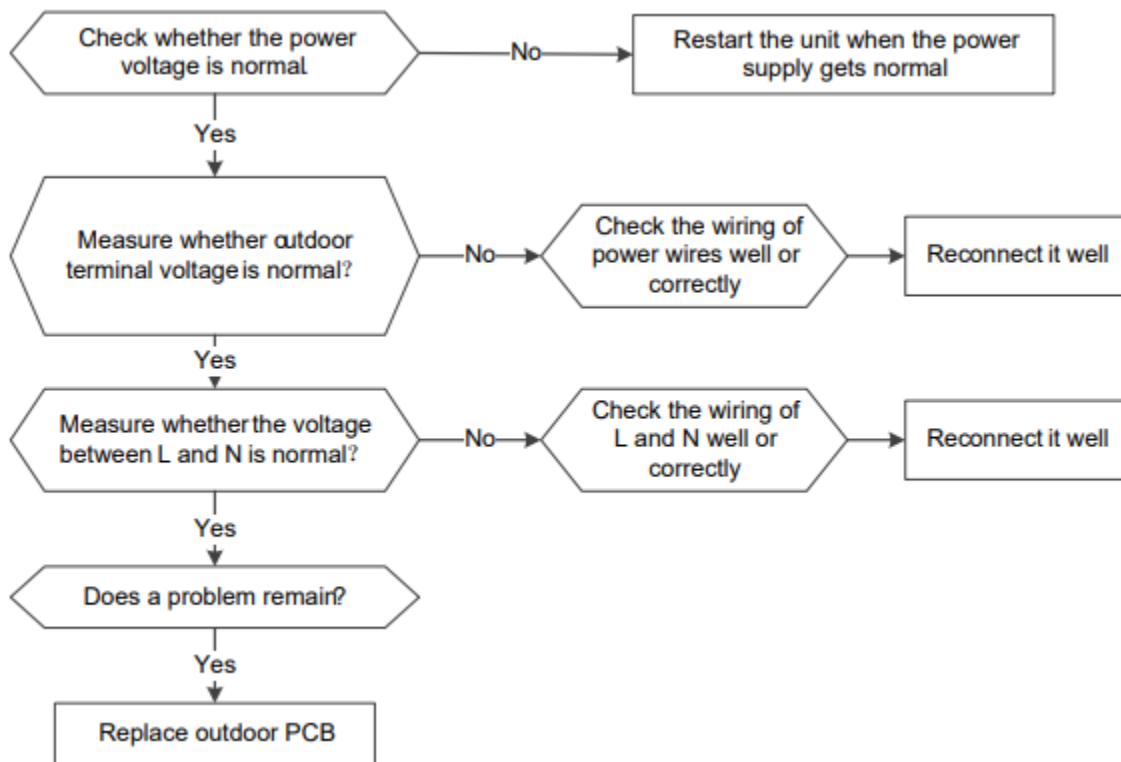 Check whether the power
voltage is normal.
No
Restart the unit when the power
supply gets normal
Yes
Measure whether outdoor
terminal voltage is normal?
No
Check the wiring of
power wires well or
correctly
Reconnect it well
Yes
Measure whether the voltage
between L and N is normal?
No
Check the wiring of
L and N well or
correctly
Reconnect it well
Yes
Does a problem remain?
Yes
Replace outdoor PCB